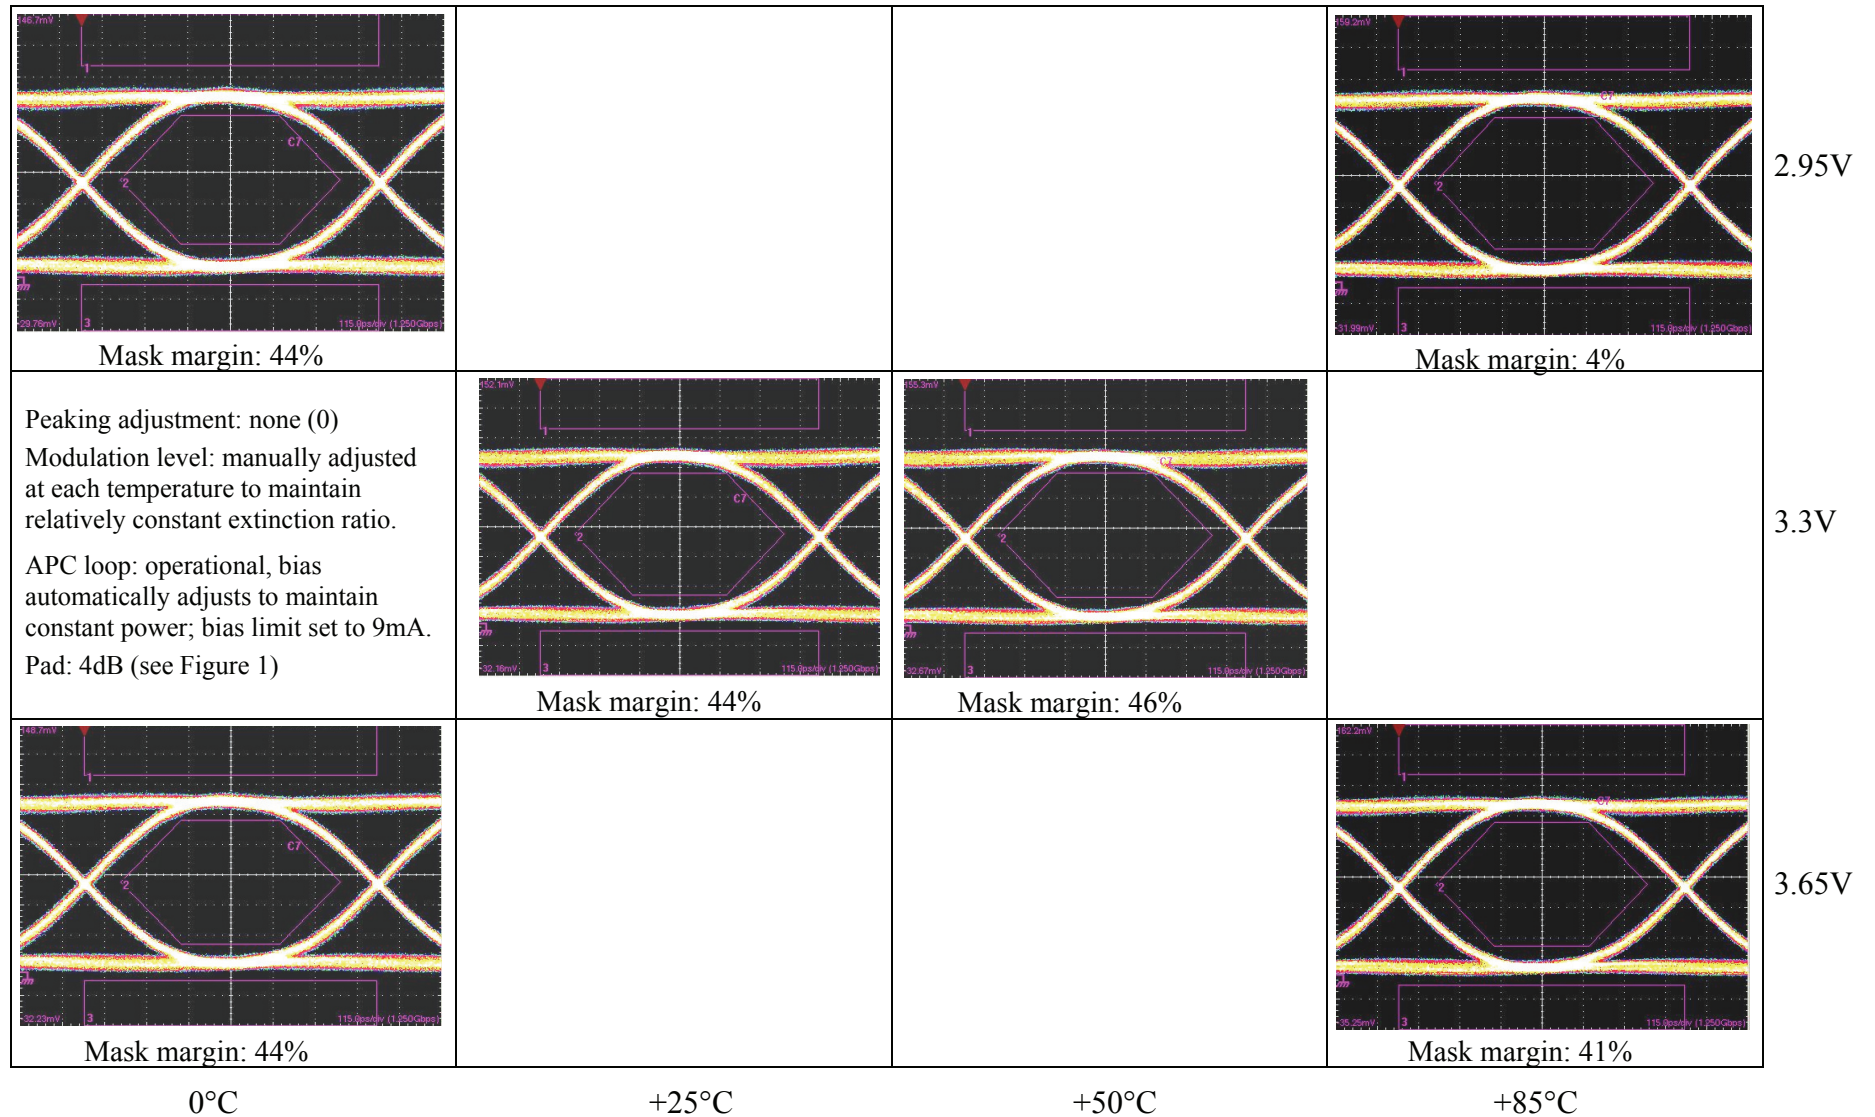 146.7mV
1
C7
2
-29.76mV
3
115.0ps/div (1.250Gbps)
Mask margin: 44%
159.2mV
1
C7
2
-31.99mV
3
115.0ps/div (1.250Gbps)
Mask margin: 4%
2.95V
Peaking adjustment: none (0)
Modulation level: manually adjusted
at each temperature to maintain
relatively constant extinction ratio.
APC loop: operational, bias
automatically adjusts to maintain
constant power; bias limit set to 9mA.
Pad: 4dB (see Figure 1)
152.1mV
1
C7
2
-32.18mV
3
115.0ps/div (1.250Gbps)
Mask margin: 44%
155.3mV
1
C7
2
-32.67mV
3
115.0ps/div (1.250Gbps)
Mask margin: 46%
3.3V
148.7mV
1
C7
2
-32.23mV
3
115.0ps/div (1.250Gbps)
Mask margin: 44%
162.2mV
1
C7
2
-35.25mV
3
115.0ps/div (1.250Gbps)
Mask margin: 41%
3.65V
0°C
+25°C
+50°C
+85°C